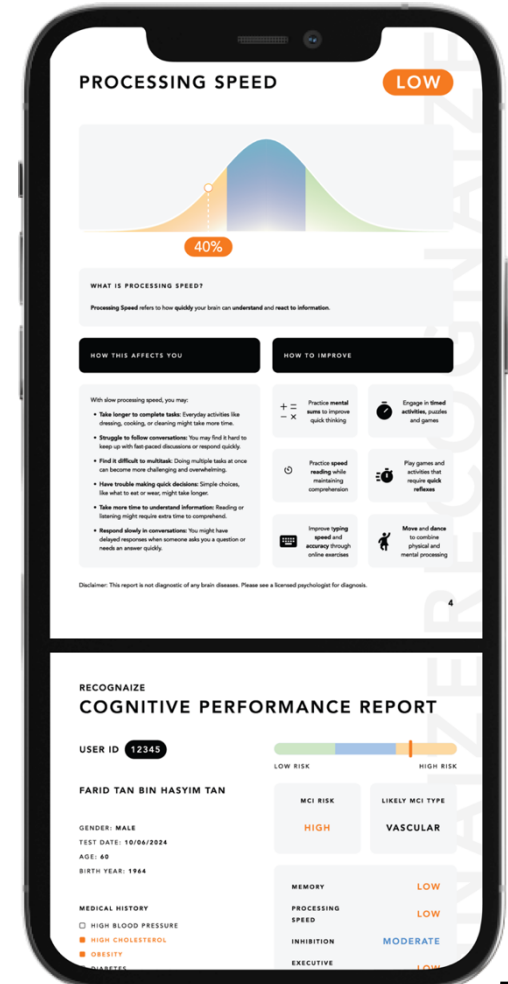 PROCESSING SPEED
LOW
40%
WHAT IS PROCESSING SPEED?
Processing Speed refers to how quickly your brain can understand and react to information.
HOW THIS AFFECTS YOU
With slow processing speed, you may:
• Take longer to complete tasks: Everyday activities like
dressing, cooking, or cleaning might take more time.
• Struggle to follow conversations: You may find it hard to
keep up with fast-paced discussions or respond quickly.
• Find it difficult to multitask: Doing multiple tasks at once
can become more challenging and overwhelming.
• Have trouble making quick decisions: Simple choices,
like what to eat or wear, might take longer.
• Take more time to understand information: Reading or
listening might require extra time to comprehend.
• Respond slowly in conversations: You might have
delayed responses when someone asks you a question or
needs an answer quickly.
HOW TO IMPROVE
Practice mental
sums to improve
quick thinking
Engage in timed
activities, puzzles
and games
Practice speed
reading while
maintaining
comprehension
Play games and
activities that
require quick
reflexes
Improve typing
speed and
accuracy through
online exercises
Move and dance
to combine
physical and
mental processing
Disclaimer: This report is not diagnostic of any brain diseases. Please see a licensed psychologist for diagnosis.
4
RECOGNAIZE
RECOGNAIZE
COGNITIVE PERFORMANCE REPORT
USER ID 12345
LOW RISK
HIGH RISK
FARID TAN BIN HASYIM TAN
GENDER: MALE
TEST DATE: 10/06/2024
AGE: 60
BIRTH YEAR: 1964
MEDICAL HISTORY
HIGH BLOOD PRESSURE
HIGH CHOLESTEROL
OBESITY
DIABETES
MCI RISK
HIGH
LIKELY MCI TYPE
VASCULAR
MEMORY LOW
PROCESSING
SPEED LOW
INHIBITION MODERATE
EXECUTIVE LOW